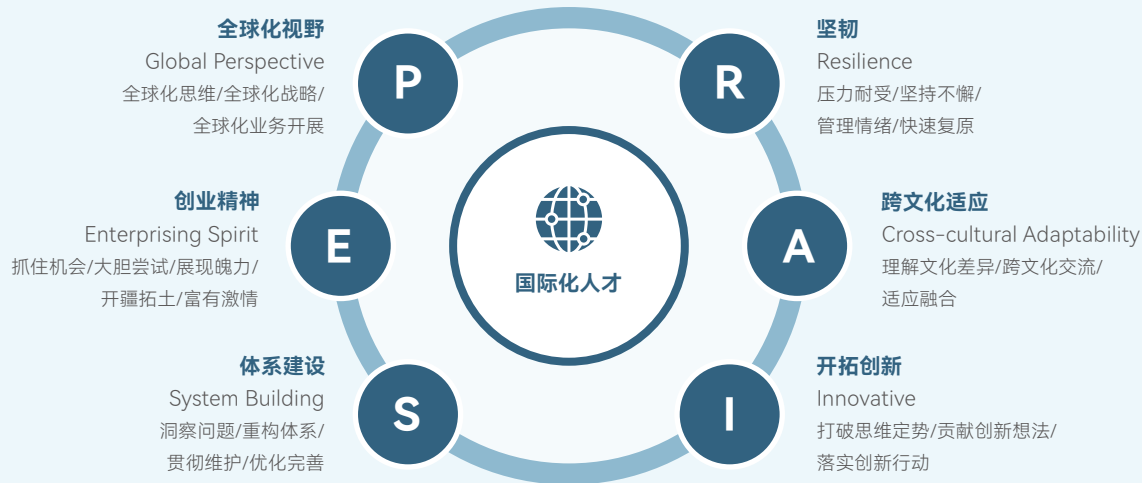 全球化视野
Global Perspective
全球化思维/全球化战略/
全球化业务开展
P
R
坚韧
Resilience
压力耐受/坚持不懈/
管理情绪/快速复原
创业精神
Enterprising Spirit
抓住机会/大胆尝试/展现魄力/
开疆拓土/富有激情
E
国际化人才
A
跨文化适应
Cross-cultural Adaptability
理解文化差异/跨文化交流/
适应融合
体系建设
System Building
洞察问题/重构体系/
贯彻维护/优化完善
S
I
开拓创新
Innovative
打破思维定势/贡献创新想法/
落实创新行动